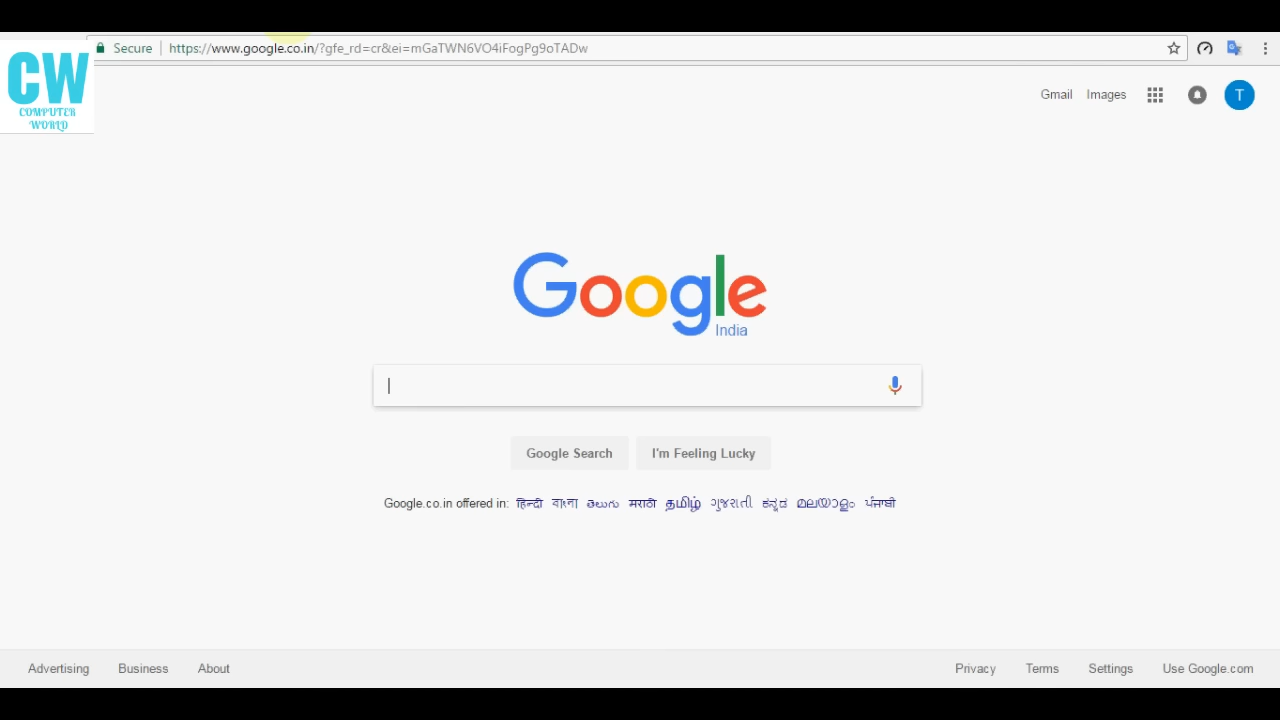 CW
COMPUTER
WORLD
Secure https://www.google.co.in/?gfe_rd=cr&ei=mGaTWN6VO4iFogPg9oTADw
Gmail Images T
Google
India
Google Search I'm Feeling Lucky
Google.co.in offered in: हिन्दी বাংলা తెలుగు मराठी தமிழ் ગુજરાતી ಕನ್ನಡ മലയാളം ਪੰਜਾਬੀ
Advertising Business About Privacy Terms Settings Use Google.com